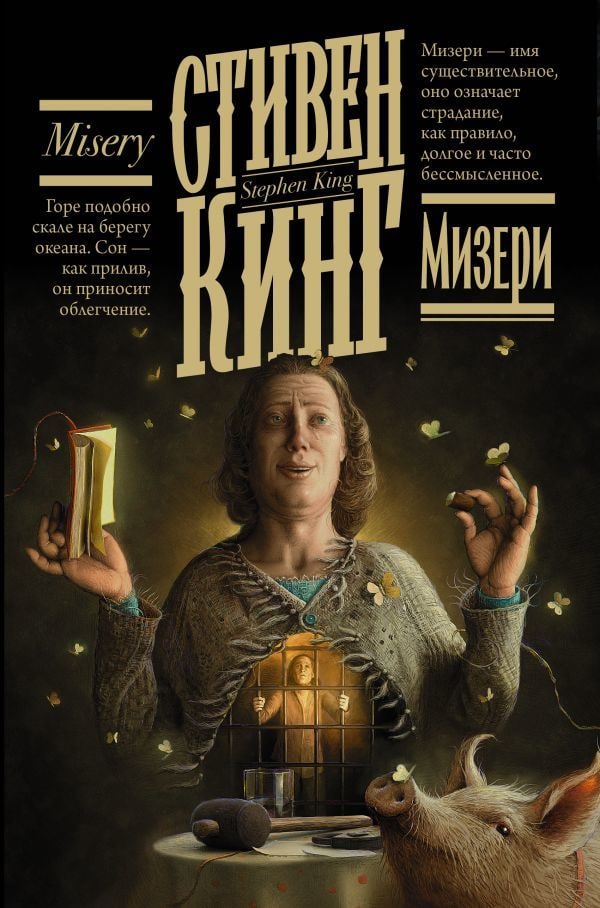 Misery
Горе подобно
скале на берегу
океана. Сон —
как прилив,
он приносит
облегчение.
СТИВЕН
Stephen King
КИНГ
Мизери — имя
существительное,
оно означает
страдание,
как правило,
долгое и часто
бессмысленное.
Мизери